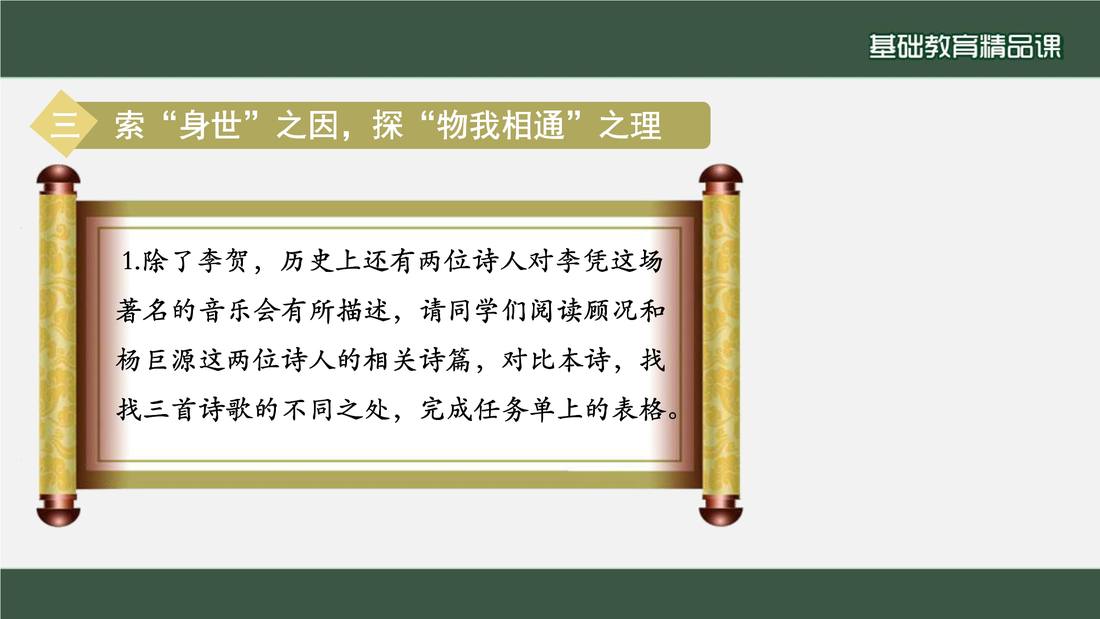 基础教育精品课
三 索“身世”之因，探“物我相通”之理
1.除了李贺，历史上还有两位诗人对李凭这场
著名的音乐会有所描述，请同学们阅读顾况和
杨巨源这两位诗人的相关诗篇，对比本诗，找
找三首诗歌的不同之处，完成任务单上的表格。